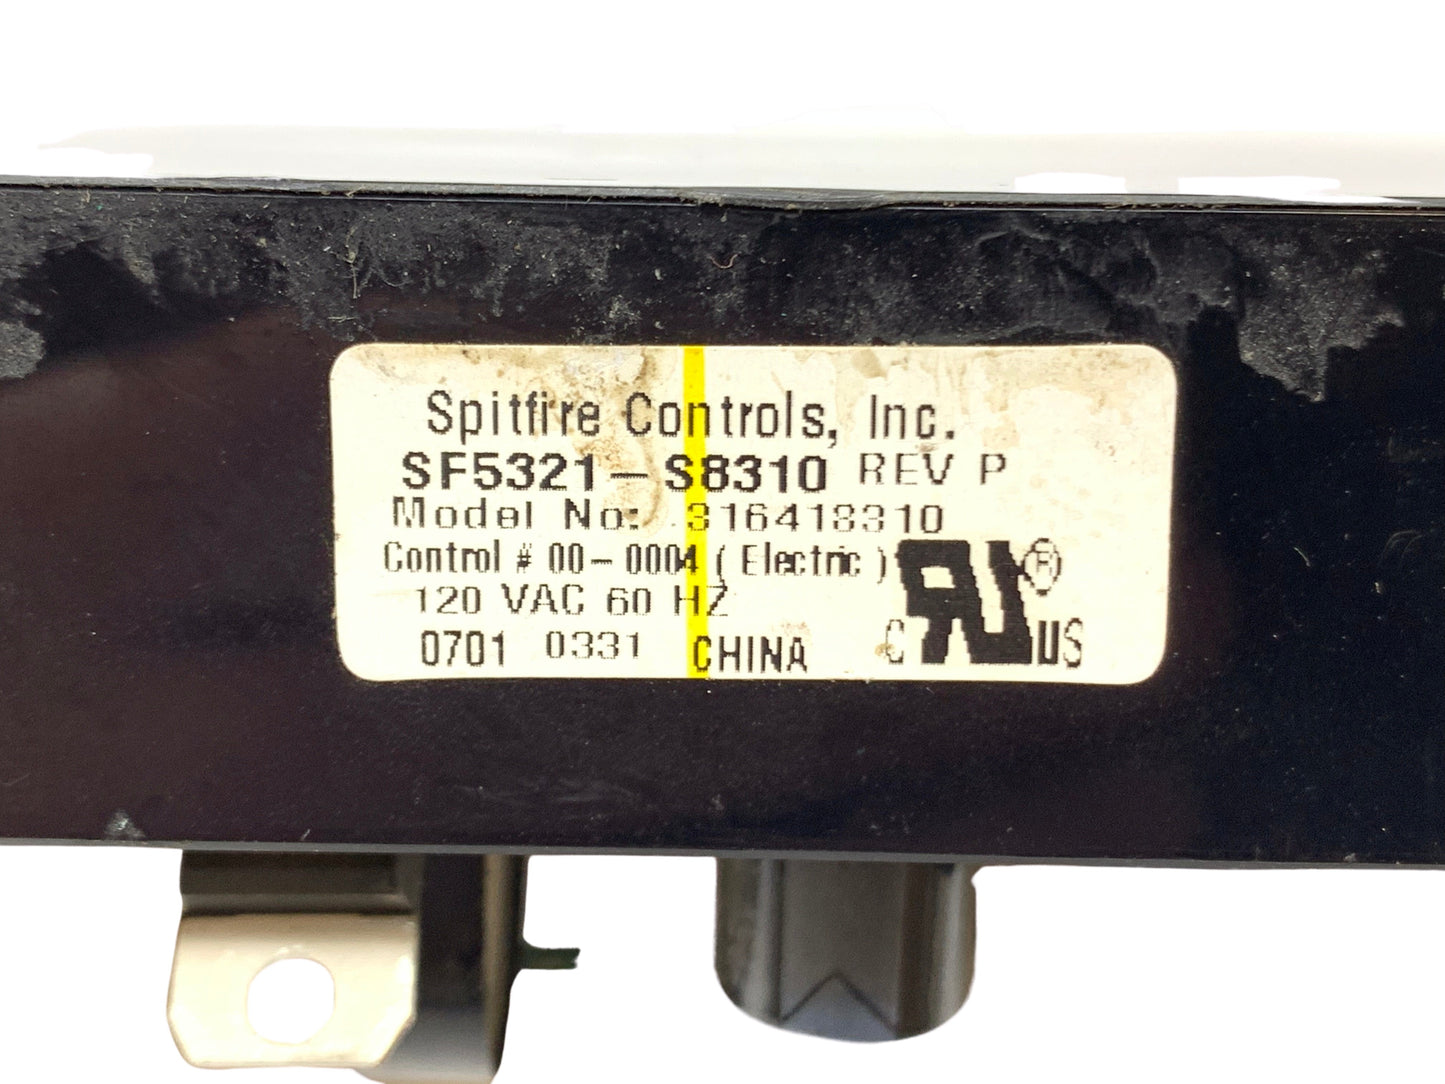 Spitfire Controls, Inc.
SF5321-S8310 REV P
Model No: 316418310
Control # 00-0004 ( Electric )
120 VAC 60 HZ
0701 0331 CHINA
C RU ® US